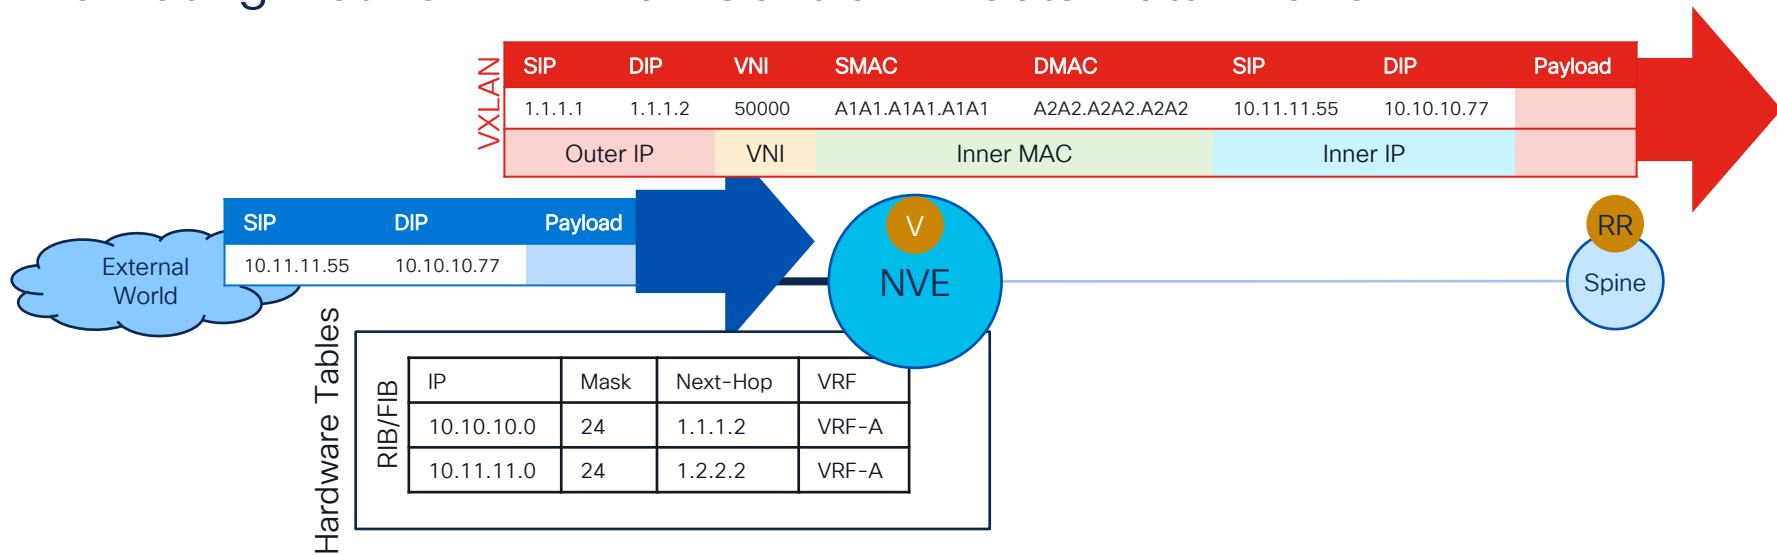 VXLAN
SIP DIP VNI SMAC DMAC SIP DIP Payload
1.1.1.1 1.1.1.2 50000 A1A1.A1A1.A1A1 A2A2.A2A2.A2A2 10.11.11.55 10.10.10.77
Outer IP VNI Inner MAC Inner IP
External
World
SIP DIP Payload
10.11.11.55 10.10.10.77
V
NVE
RR
Spine
Hardware Tables
RIB/FIB
IP Mask Next-Hop VRF
10.10.10.0 24 1.1.1.2 VRF-A
10.11.11.0 24 1.2.2.2 VRF-A